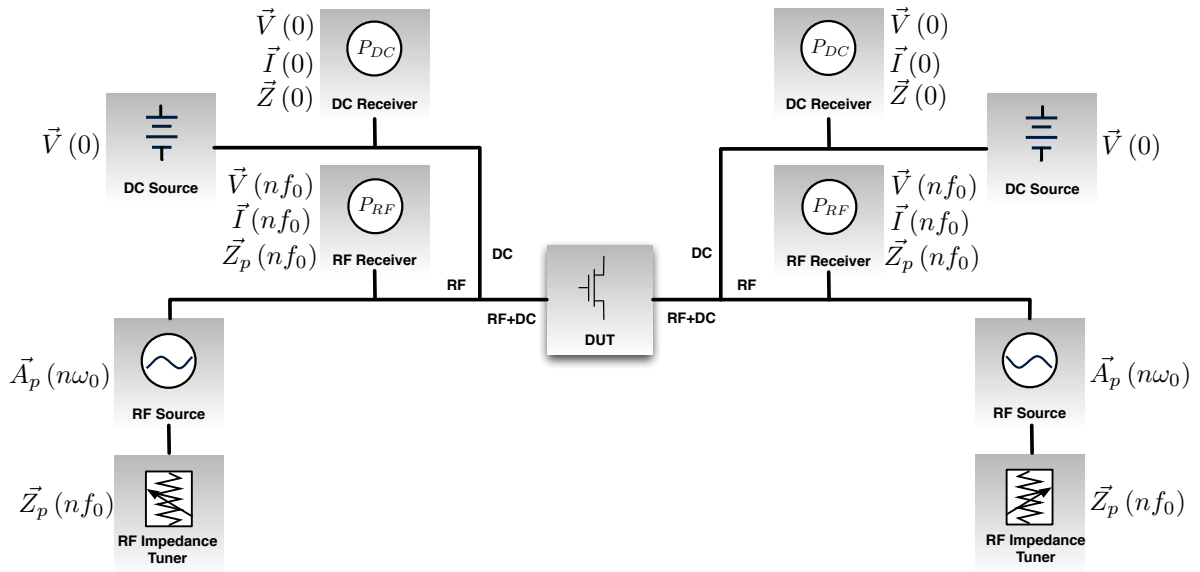 V⃗ (0)
I⃗ (0)
Z⃗ (0)
P_DC
DC Receiver
V⃗ (0)
DC Source
V⃗ (nf₀)
I⃗ (nf₀)
Z⃗_p (nf₀)
P_RF
RF Receiver
DC
RF
RF+DC
A⃗_p (nω₀)
RF Source
Z⃗_p (nf₀)
RF Impedance
Tuner
DUT
P_DC
DC Receiver
V⃗ (0)
I⃗ (0)
Z⃗ (0)
DC Source
V⃗ (0)
P_RF
RF Receiver
V⃗ (nf₀)
I⃗ (nf₀)
Z⃗_p (nf₀)
DC
RF
RF+DC
RF Source
A⃗_p (nω₀)
RF Impedance
Tuner
Z⃗_p (nf₀)